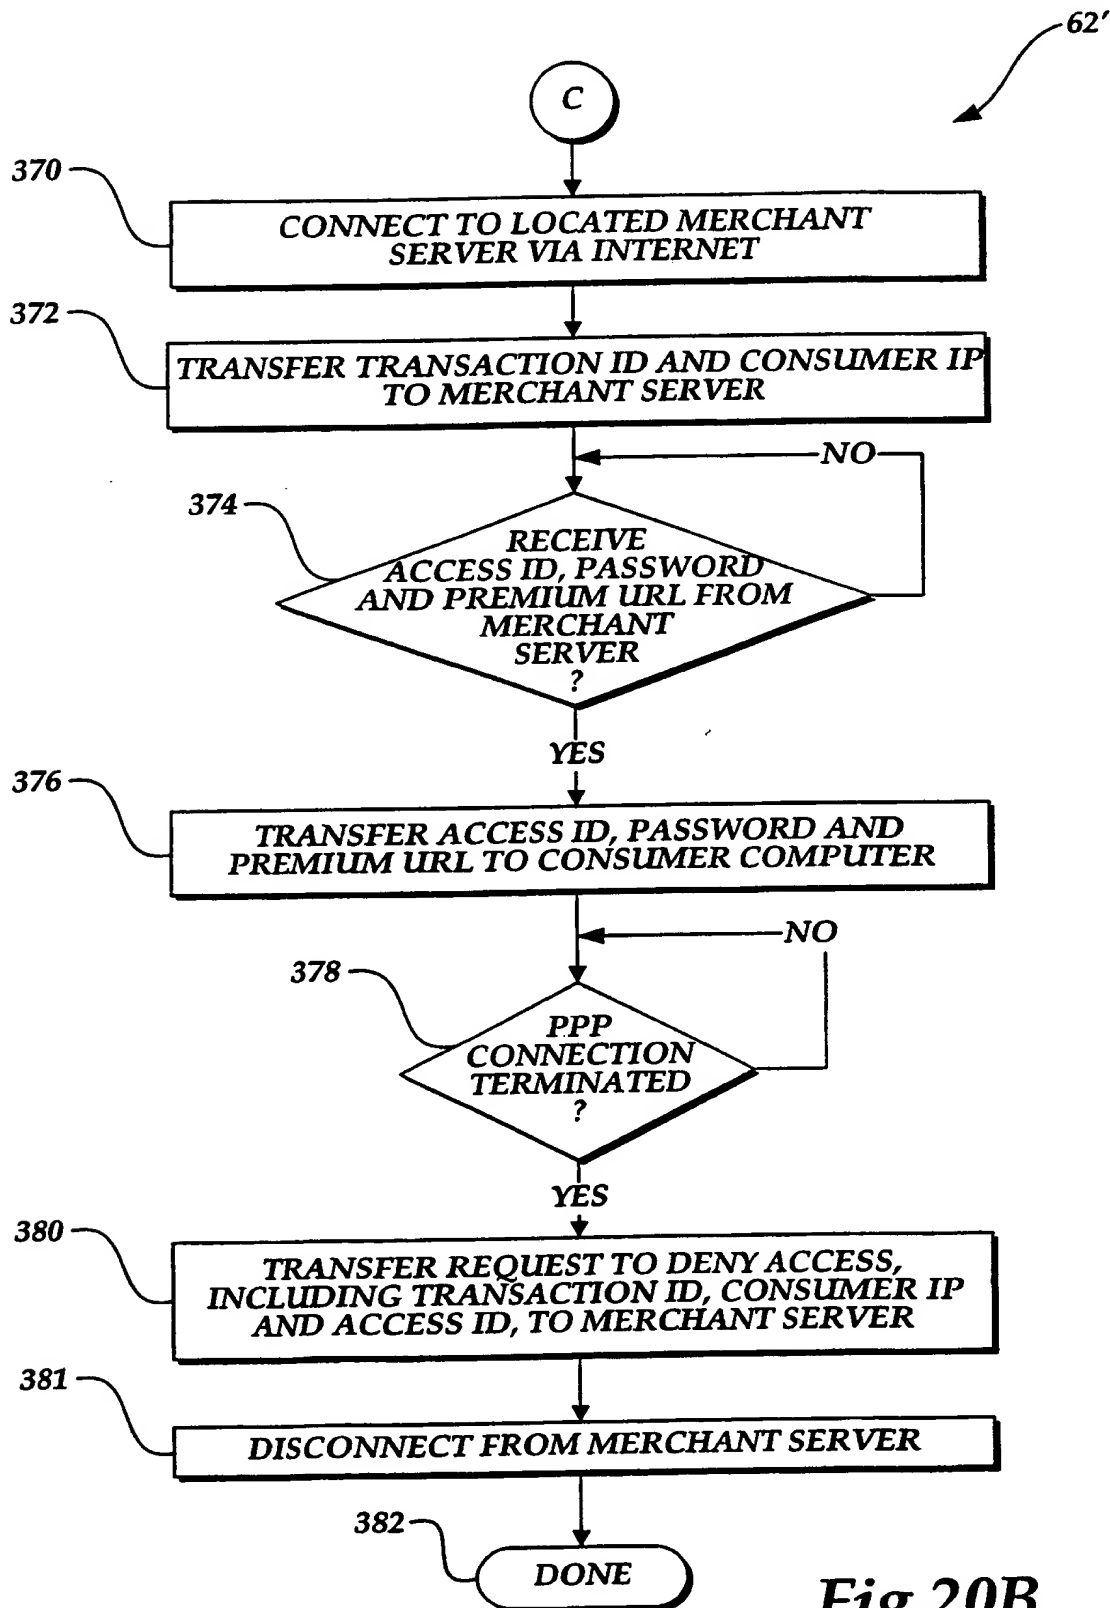 62'
C
370
CONNECT TO LOCATED MERCHANT
SERVER VIA INTERNET
372
TRANSFER TRANSACTION ID AND CONSUMER IP
TO MERCHANT SERVER
NO
374
RECEIVE
ACCESS ID, PASSWORD
AND PREMIUM URL FROM
MERCHANT
SERVER
?
YES
376
TRANSFER ACCESS ID, PASSWORD AND
PREMIUM URL TO CONSUMER COMPUTER
NO
378
PPP
CONNECTION
TERMINATED
?
YES
380
TRANSFER REQUEST TO DENY ACCESS,
INCLUDING TRANSACTION ID, CONSUMER IP
AND ACCESS ID, TO MERCHANT SERVER
381
DISCONNECT FROM MERCHANT SERVER
382
DONE
Fig.20B